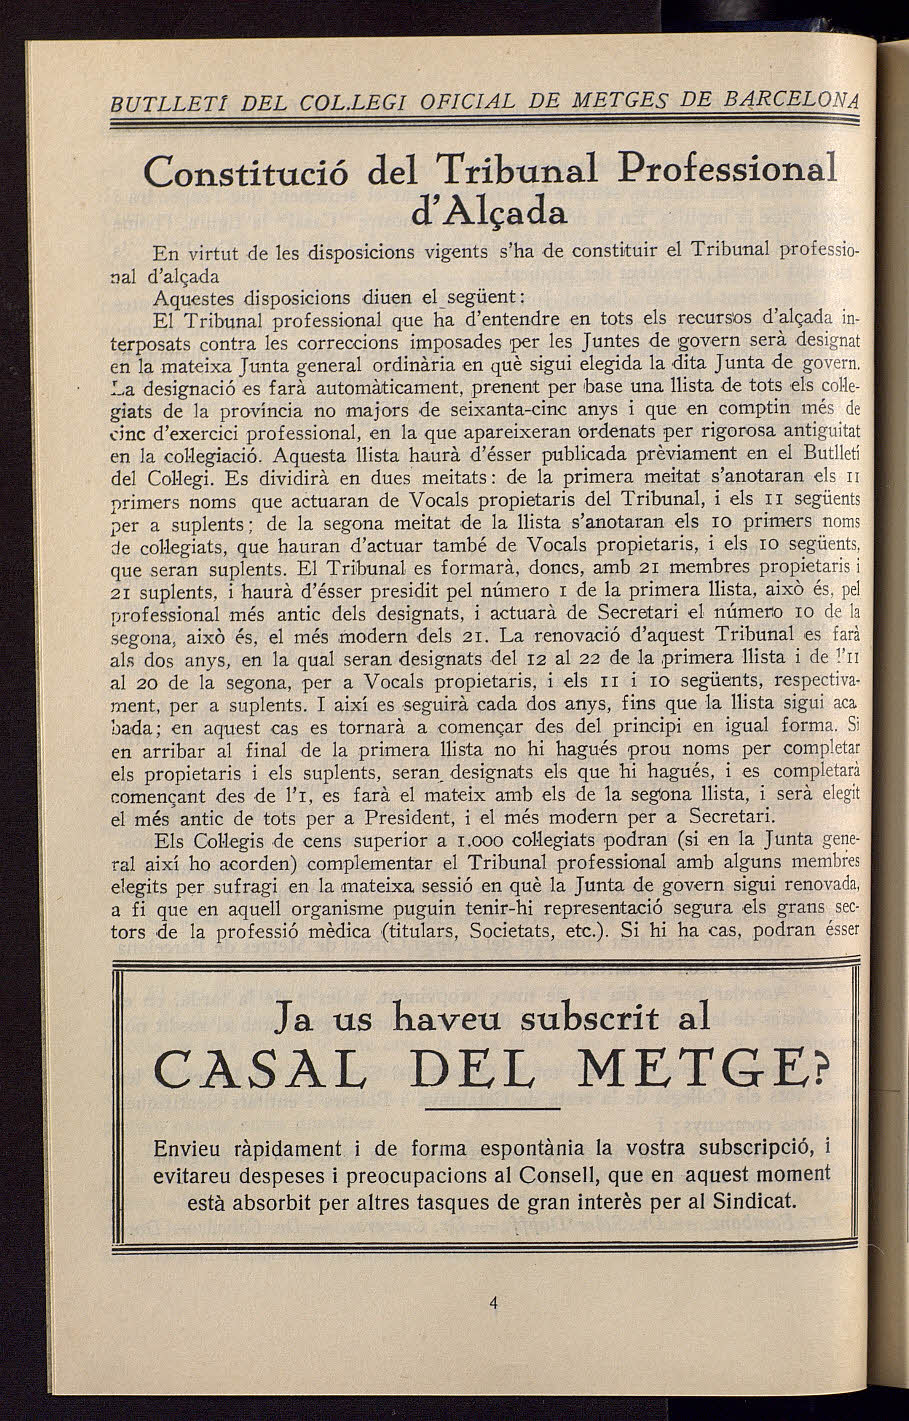 BUTLLETÍ DEL COL.LEGI OFICIAL DE METGES DE BARCELONA
Constitució del Tribunal Professional
d'Alçada
En virtut de les disposicions vigents s'ha de constituir el Tribunal professio-
nal d'alçada
Aquestes disposicions diuen el següent:
El Tribunal professional que ha d'entendre en tots els recursos d'alçada in-
terposats contra les correccions imposades per les Juntes de govern serà designat
en la mateixa Junta general ordinària en què sigui elegida la dita Junta de govern.
La designació es farà automàticament, prenent per base una llista de tots els col·le-
giats de la província no majors de seixanta-cinc anys i que en comptin més de
cinc d'exercici professional, en la que apareixeran ordenats per rigorosa antiguitat
en la col·legiació. Aquesta llista haurà d'ésser publicada prèviament en el Butlletí
del Col·legi. Es dividirà en dues meitats: de la primera meitat s'anotaran els 11
primers noms que actuaran de Vocals propietaris del Tribunal, i els 11 següents
per a suplents; de la segona meitat de la llista s'anotaran els 10 primers noms
de col·legiats, que hauran d'actuar també de Vocals propietaris, i els 10 següents,
que seran suplents. El Tribunal es formarà, doncs, amb 21 membres propietaris i
21 suplents, i haurà d'ésser presidit pel número 1 de la primera llista, això és, pel
professional més antic dels designats, i actuarà de Secretari el número 10 de la
segona, això és, el més modern dels 21. La renovació d'aquest Tribunal es farà
als dos anys, en la qual seran designats del 12 al 22 de la primera llista i de l'11
al 20 de la segona, per a Vocals propietaris, i els 11 i 10 següents, respectiva-
ment, per a suplents. I així es seguirà cada dos anys, fins que la llista sigui aca
bada; en aquest cas es tornarà a començar des del principi en igual forma. Si
en arribar al final de la primera llista no hi hagués prou noms per completar
els propietaris i els suplents, seran designats els que hi hagués, i es completarà
començant des de l'1, es farà el mateix amb els de la segona llista, i serà elegit
el més antic de tots per a President, i el més modern per a Secretari.
Els Col·legis de cens superior a 1.000 col·legiats podran (si en la Junta gene-
ral així ho acorden) complementar el Tribunal professional amb alguns membres
elegits per sufragi en la mateixa sessió en què la Junta de govern sigui renovada,
a fi que en aquell organisme puguin tenir-hi representació segura els grans sec-
tors de la professió mèdica (titulars, Societats, etc.). Si hi ha cas, podran ésser
Ja us haveu subscrit al
CASAL DEL METGE?
Envieu ràpidament i de forma espontània la vostra subscripció, i
evitareu despeses i preocupacions al Consell, que en aquest moment
està absorbit per altres tasques de gran interès per al Sindicat.
4